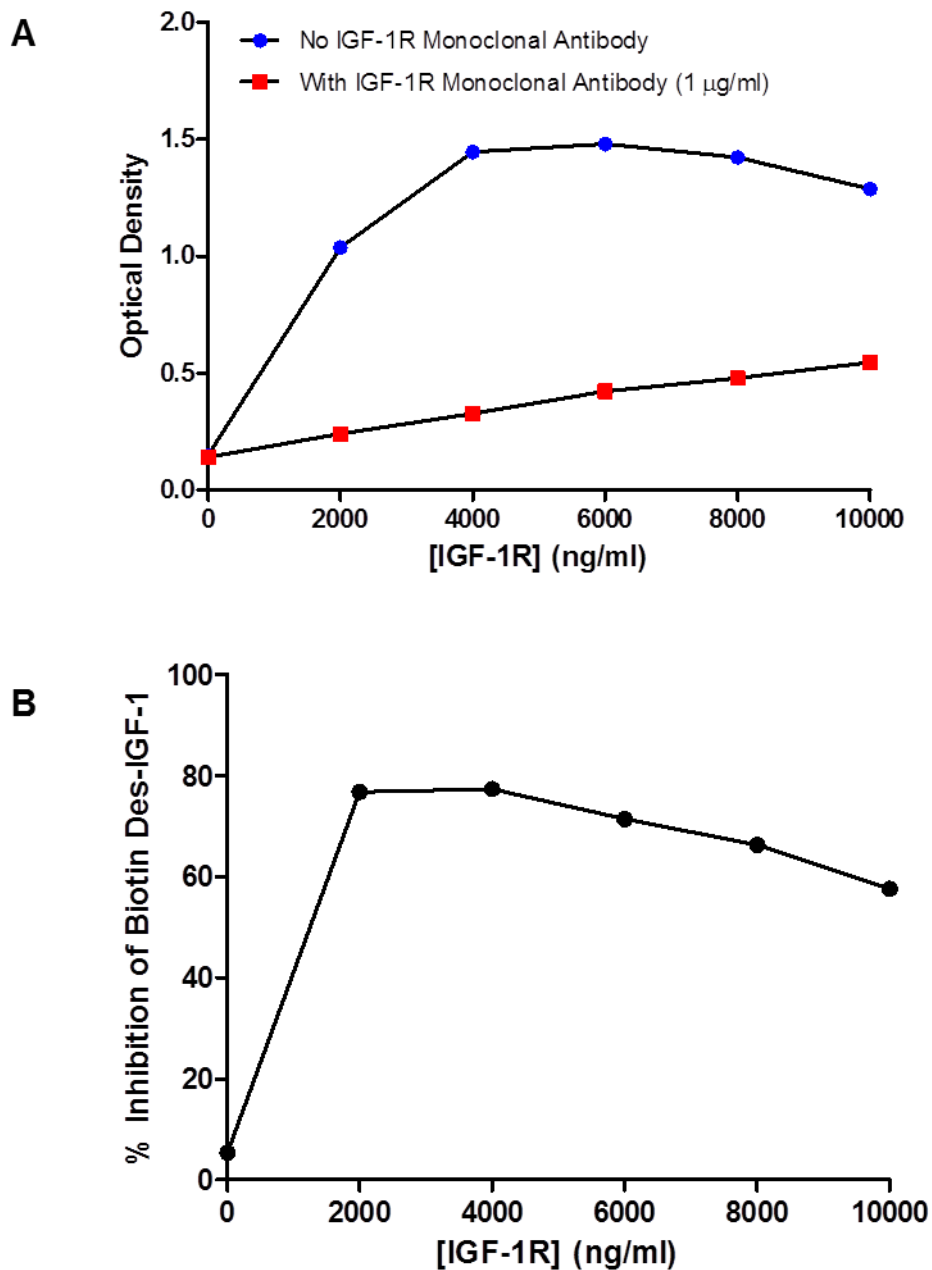 A
2.0
No IGF-1R Monoclonal Antibody
With IGF-1R Monoclonal Antibody (1 μg/ml)
1.5
1.0
0.5
0.0
Optical Density
0 2000 4000 6000 8000 10000
[IGF-1R] (ng/ml)
B
100
80
60
40
20
0
% Inhibition of Biotin Des-IGF-1
0 2000 4000 6000 8000 10000
[IGF-1R] (ng/ml)